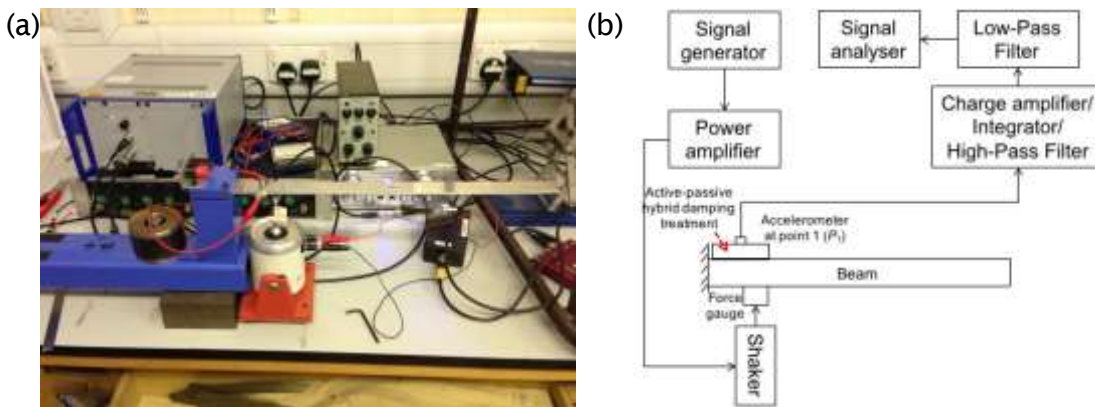 (a)
(b)
Signal
generator
Signal
analyser
Low-Pass
Filter
Power
amplifier
Charge amplifier/
Integrator/
High-Pass Filter
Active-passive
hybrid damping
treatment
Accelerometer
at point 1 (P₁)
Beam
Force
gauge
Shaker